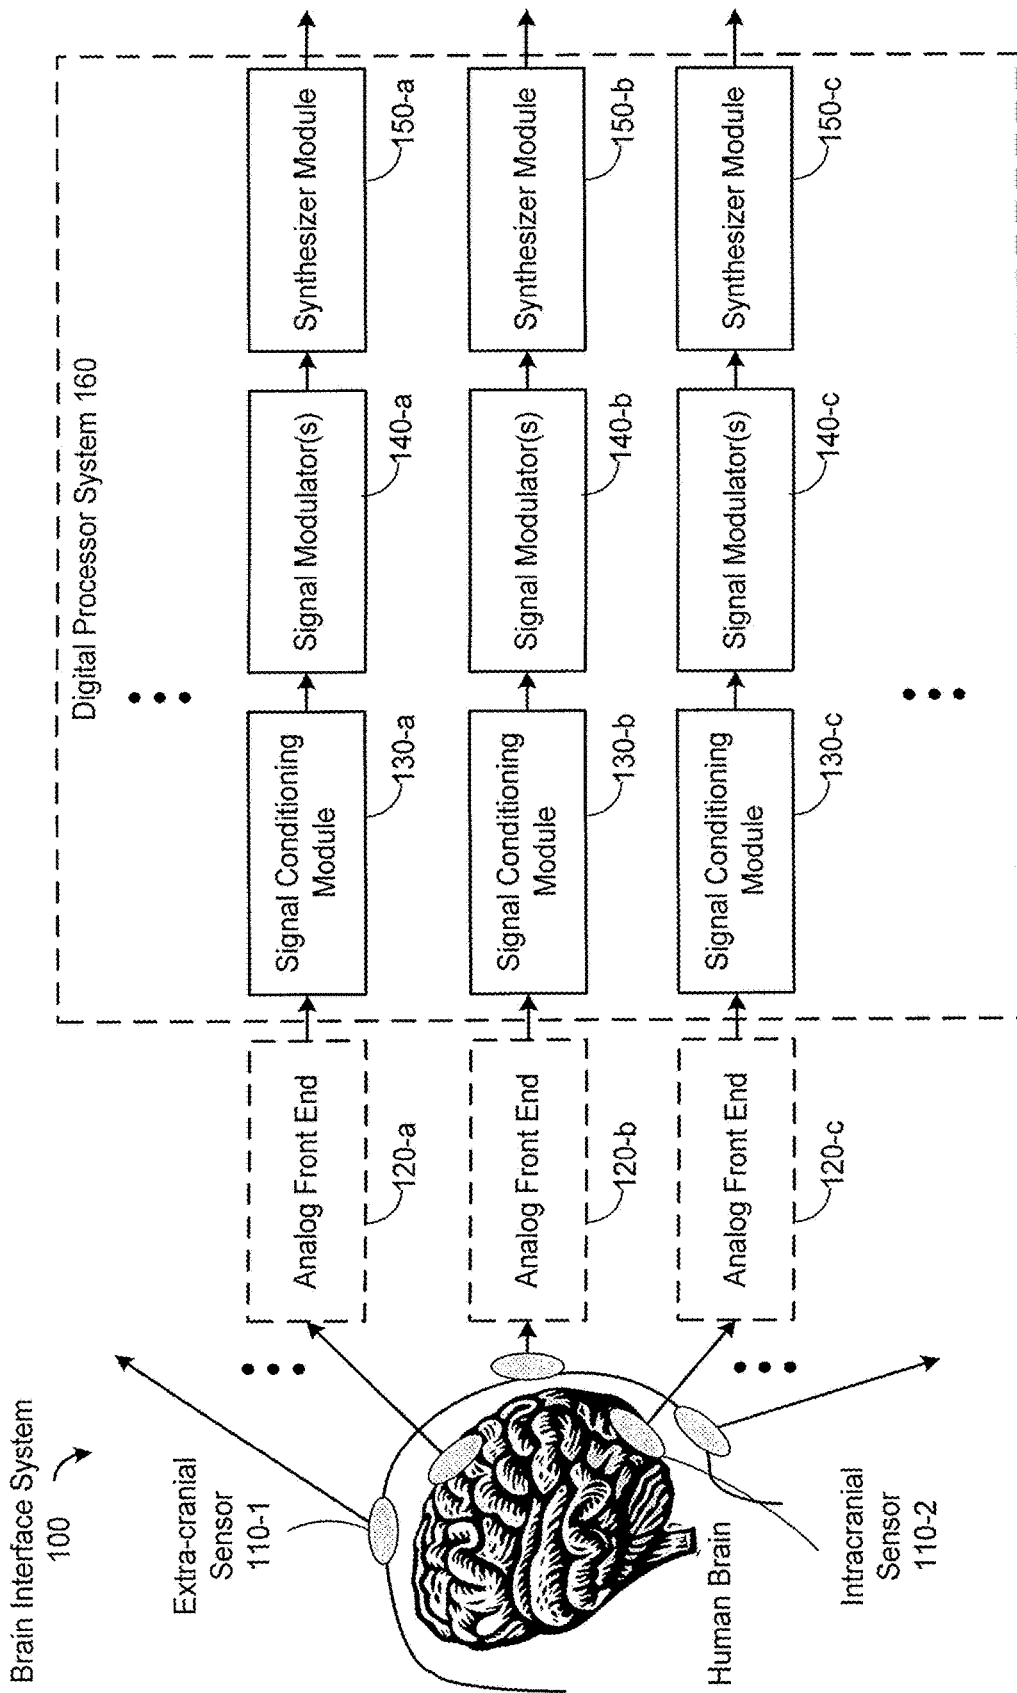 Brain Interface System
100
Extra-cranial
Sensor
110-1
Human Brain
Intracranial
Sensor
110-2
Digital Processor System 160
Analog Front End
120-a
Signal Conditioning
Module
130-a
Signal Modulator(s)
140-a
Synthesizer Module
150-a
Analog Front End
120-b
Signal Conditioning
Module
130-b
Signal Modulator(s)
140-b
Synthesizer Module
150-b
Analog Front End
120-c
Signal Conditioning
Module
130-c
Signal Modulator(s)
140-c
Synthesizer Module
150-c